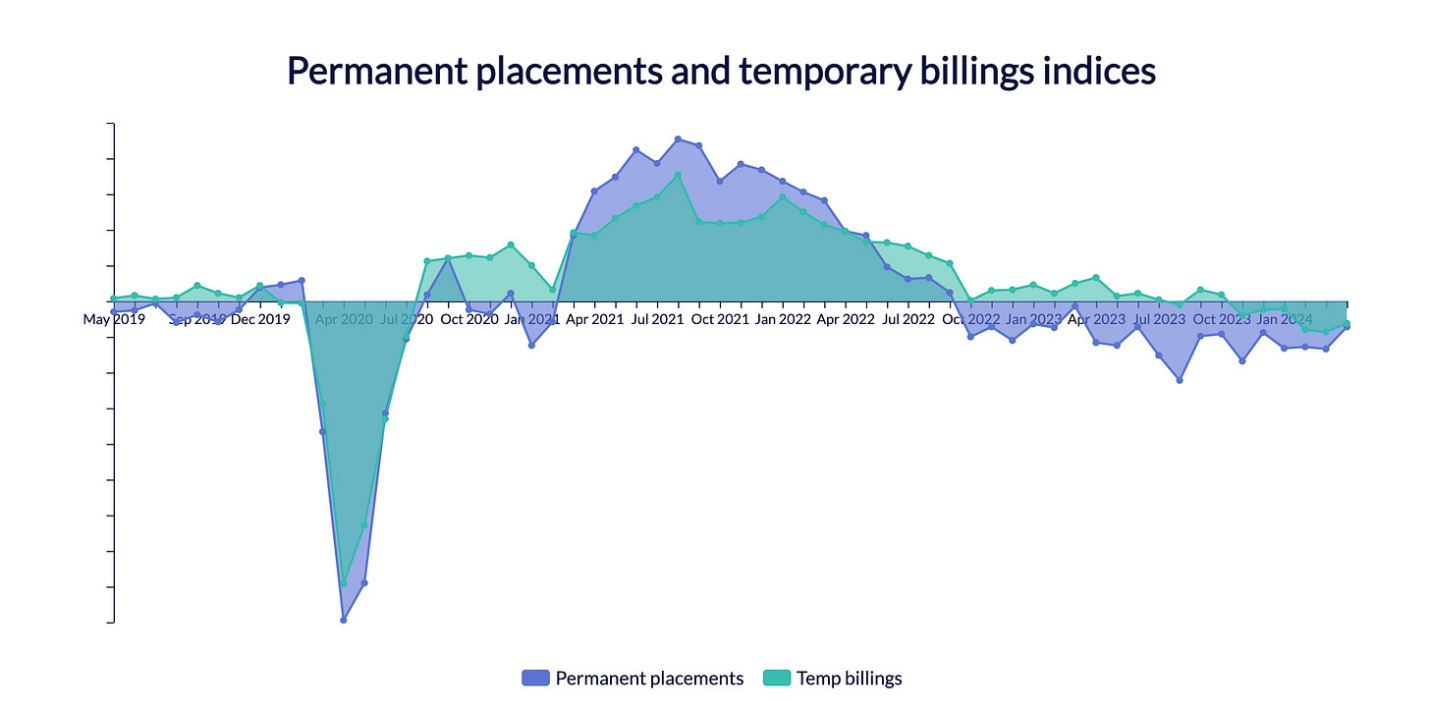 Permanent placements and temporary billings indices
May 2019 Sep 2019 Dec 2019 Apr 2020 Jul 2020 Oct 2020 Jan 2021 Apr 2021 Jul 2021 Oct 2021 Jan 2022 Apr 2022 Jul 2022 Oct 2022 Jan 2023 Apr 2023 Jul 2023 Oct 2023 Jan 2024
Permanent placements Temp billings